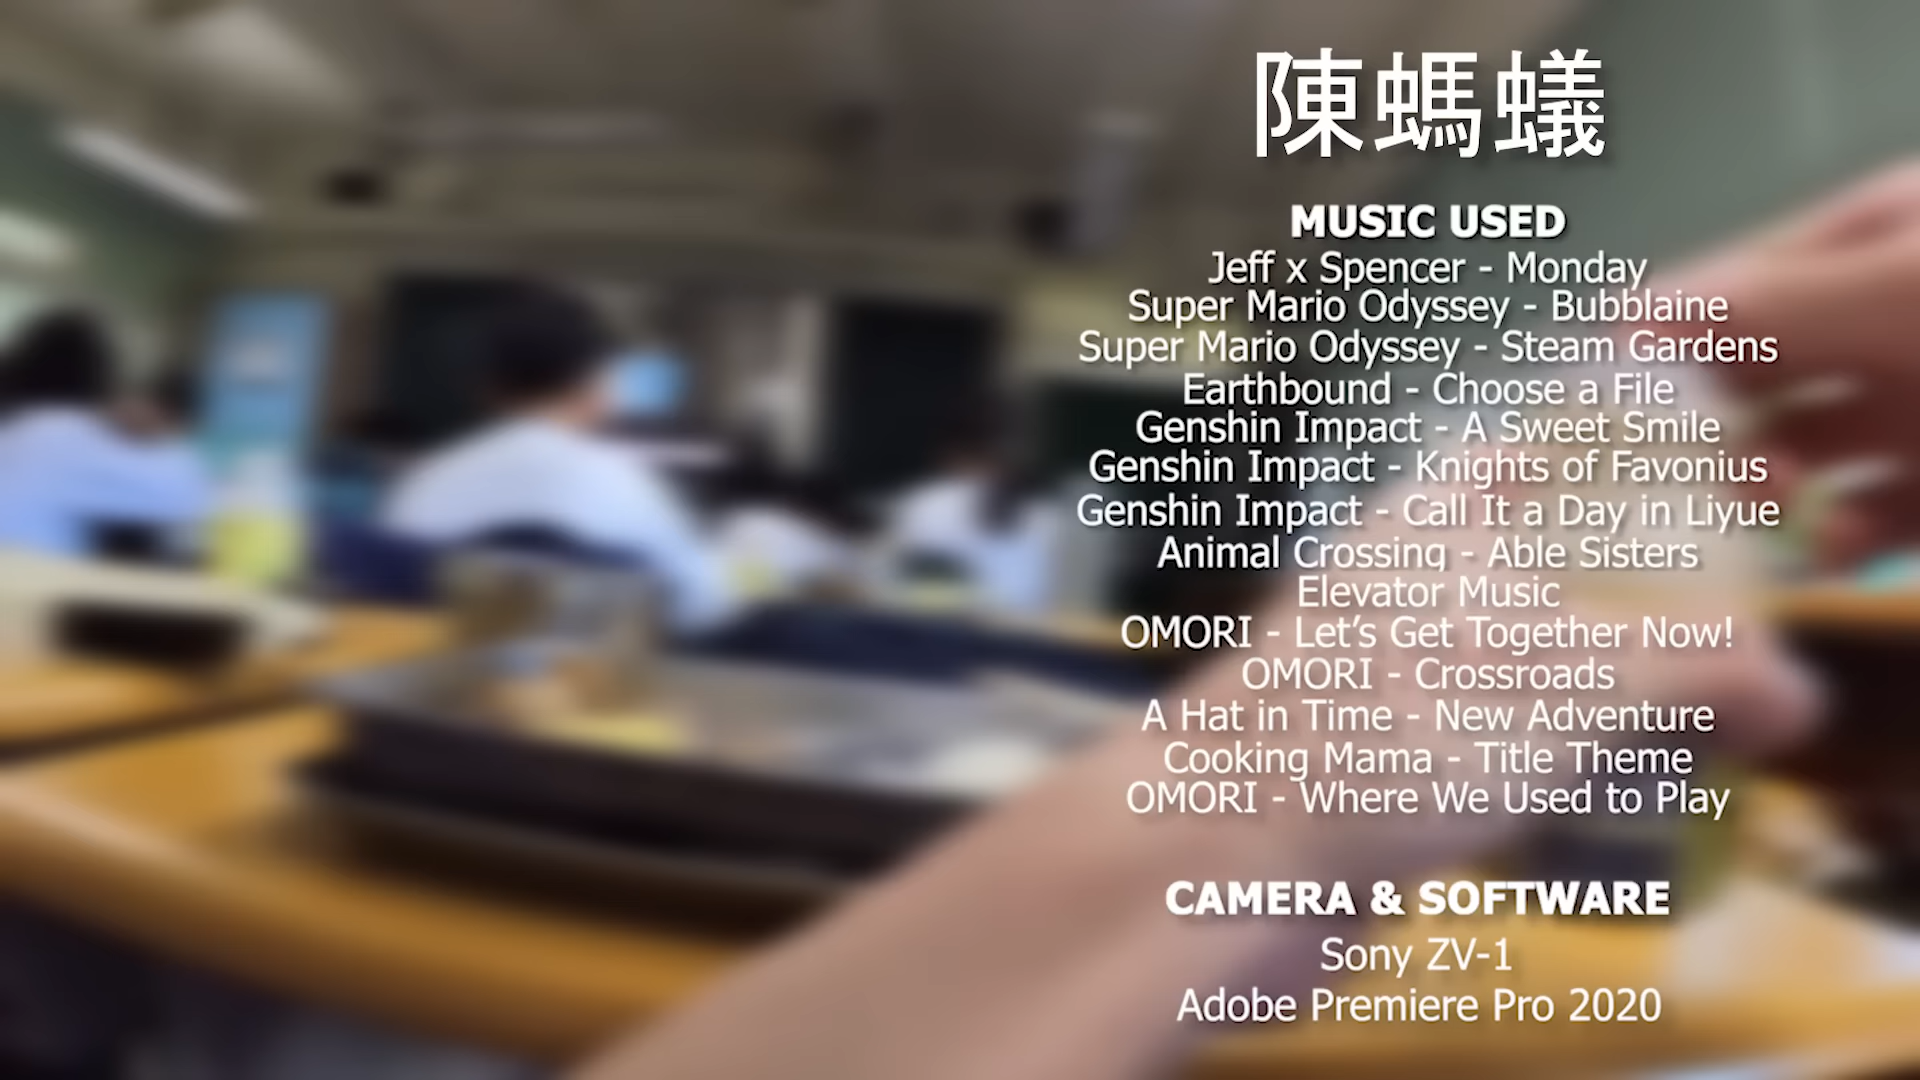 陳螞蟻
MUSIC USED
Jeff x Spencer - Monday
Super Mario Odyssey - Bubblaine
Super Mario Odyssey - Steam Gardens
Earthbound - Choose a File
Genshin Impact - A Sweet Smile
Genshin Impact - Knights of Favonius
Genshin Impact - Call It a Day in Liyue
Animal Crossing - Able Sisters
Elevator Music
OMORI - Let’s Get Together Now!
OMORI - Crossroads
A Hat in Time - New Adventure
Cooking Mama - Title Theme
OMORI - Where We Used to Play
CAMERA & SOFTWARE
Sony ZV-1
Adobe Premiere Pro 2020